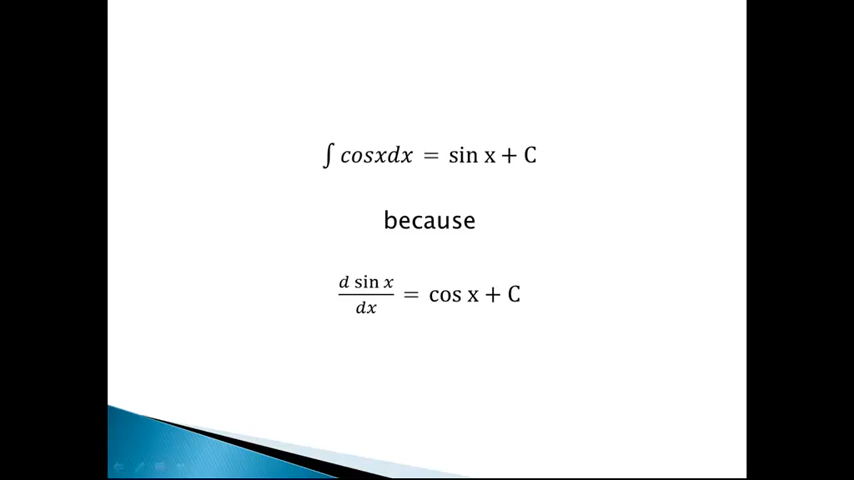 ∫ cosxdx = sin x + C
because
d sin x / dx = cos x + C